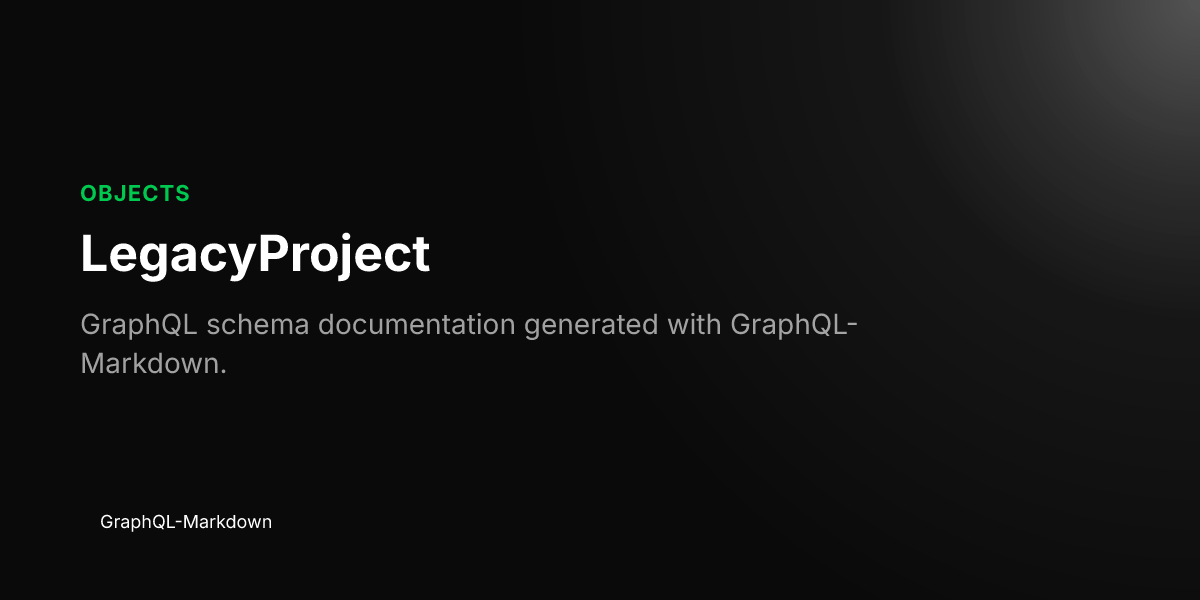 OBJECTS
LegacyProject
GraphQL schema documentation generated with GraphQL-
Markdown.
GraphQL-Markdown